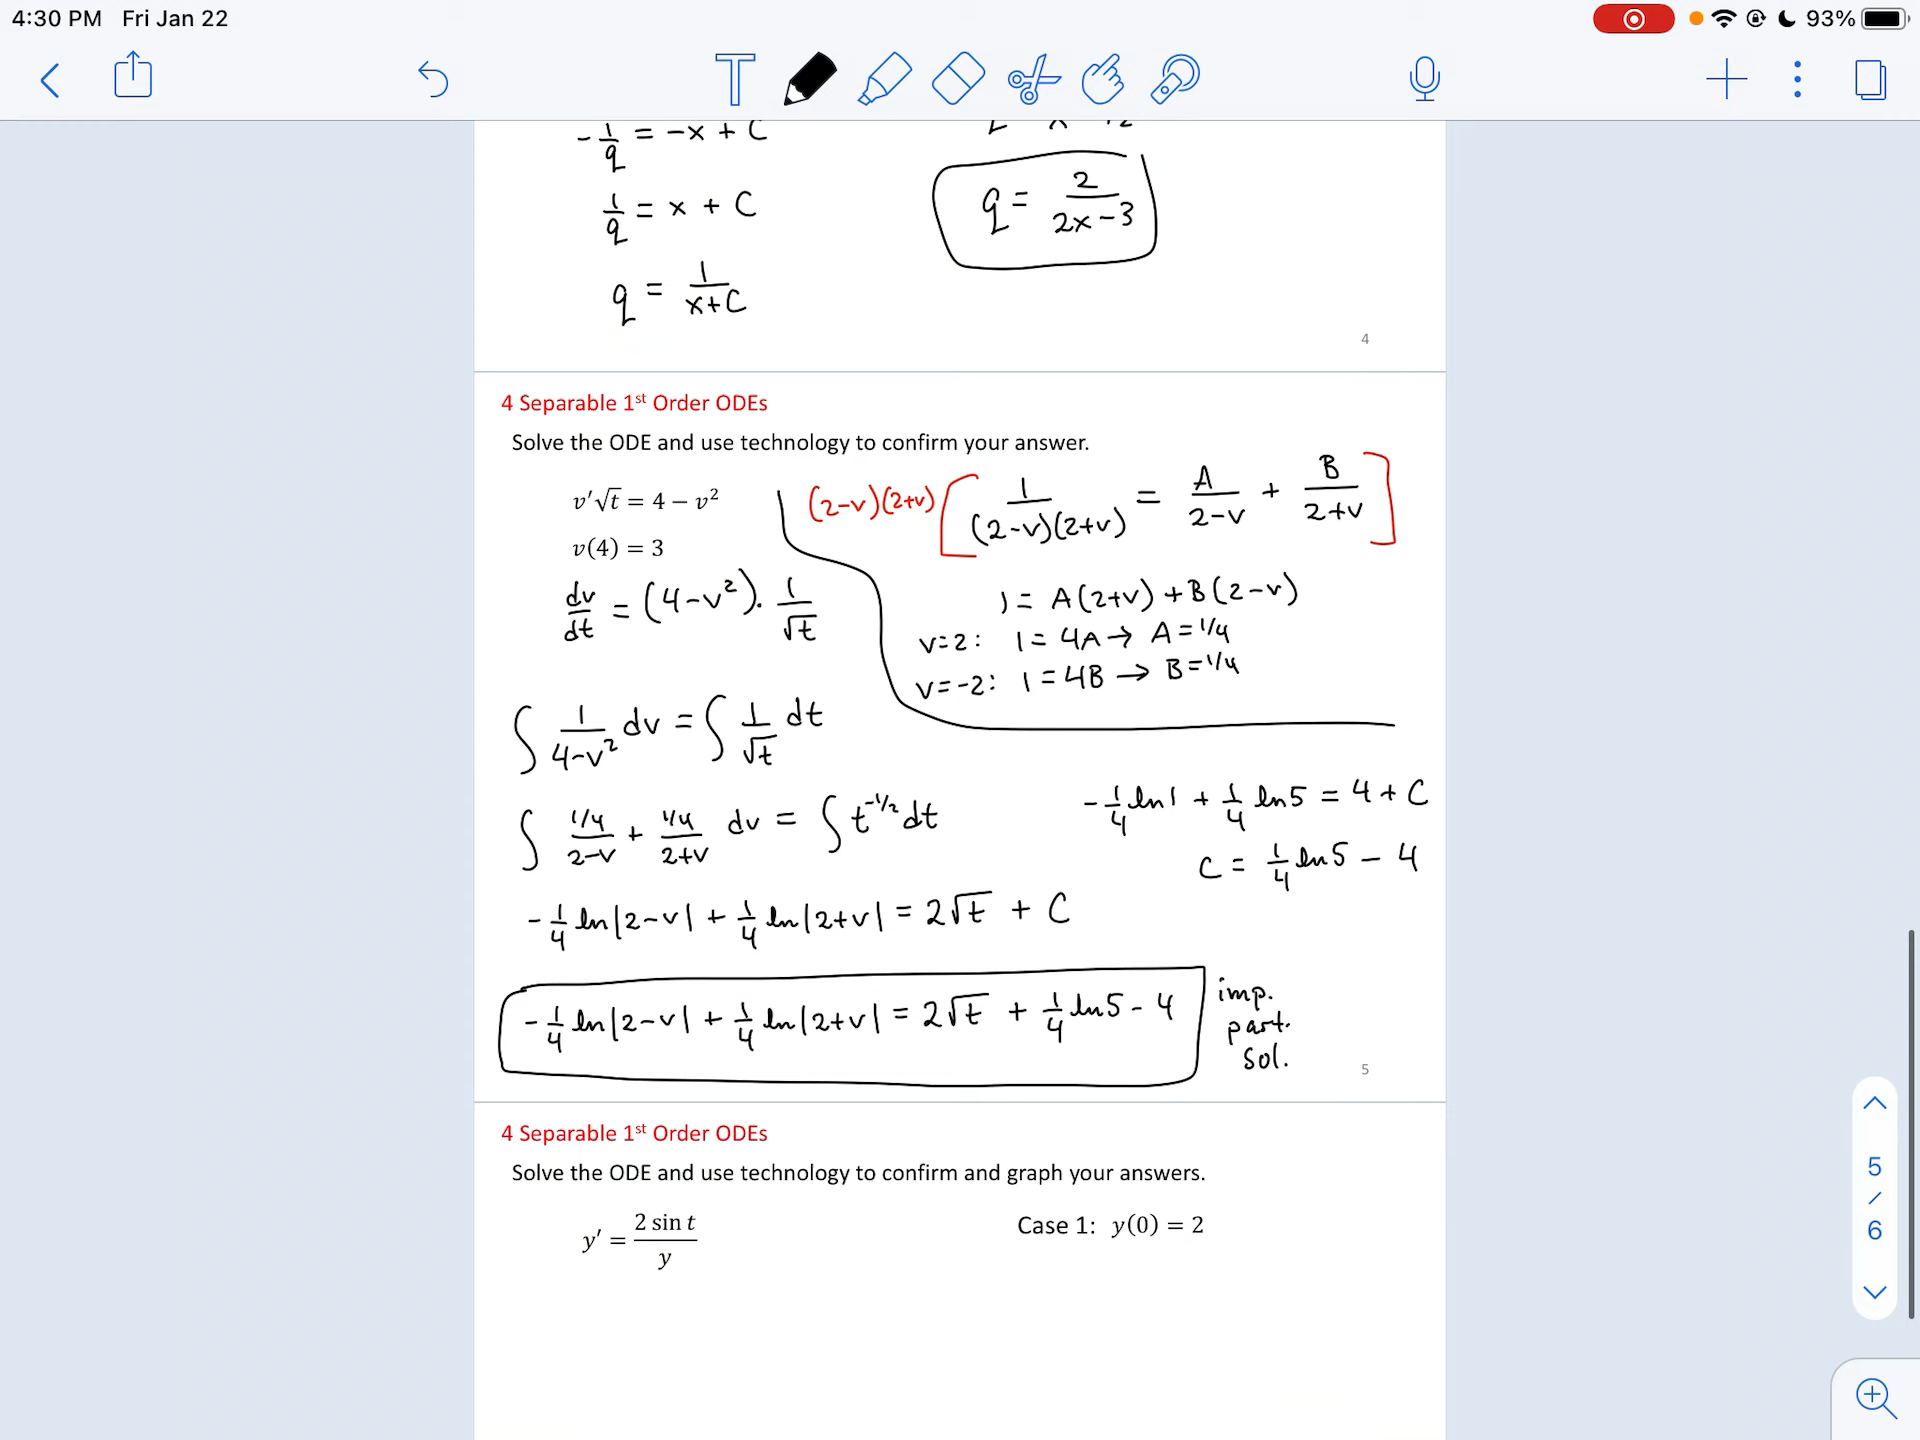 4:30 PM Fri Jan 22
93%
-1/q = -x + C
1/q = x + C
q = 1/(x+C)
q = 2/(2x-3)
4
4 Separable 1st Order ODEs
Solve the ODE and use technology to confirm your answer.
v′√t = 4 − v²
v(4) = 3
dv/dt = (4-v²)· 1/√t
∫ 1/(4-v²) dv = ∫ 1/√t dt
∫ (1/4)/(2-v) + (1/4)/(2+v) dv = ∫ t^(-1/2) dt
-1/4 ln|2-v| + 1/4 ln|2+v| = 2√t + C
(2-v)(2+v) [ 1/((2-v)(2+v)) = A/(2-v) + B/(2+v) ]
1 = A(2+v) + B(2-v)
v=2: 1 = 4A → A = 1/4
v=-2: 1 = 4B → B = 1/4
-1/4 ln1 + 1/4 ln5 = 4 + C
C = 1/4 ln5 - 4
-1/4 ln|2-v| + 1/4 ln|2+v| = 2√t + 1/4 ln5 - 4
imp.
part.
sol.
5
4 Separable 1st Order ODEs
Solve the ODE and use technology to confirm and graph your answers.
y′ = 2 sin t / y
Case 1: y(0) = 2
5
/
6